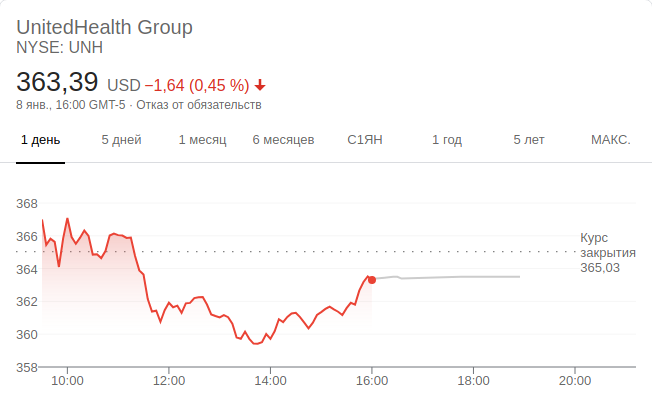 UnitedHealth Group
NYSE: UNH
363,39 USD −1,64 (0,45 %)
8 янв., 16:00 GMT-5 · Отказ от обязательств
1 день 5 дней 1 месяц 6 месяцев С1ЯН 1 год 5 лет МАКС.
368
366
364
362
360
358
Курс
закрытия
365,03
10:00 12:00 14:00 16:00 18:00 20:00